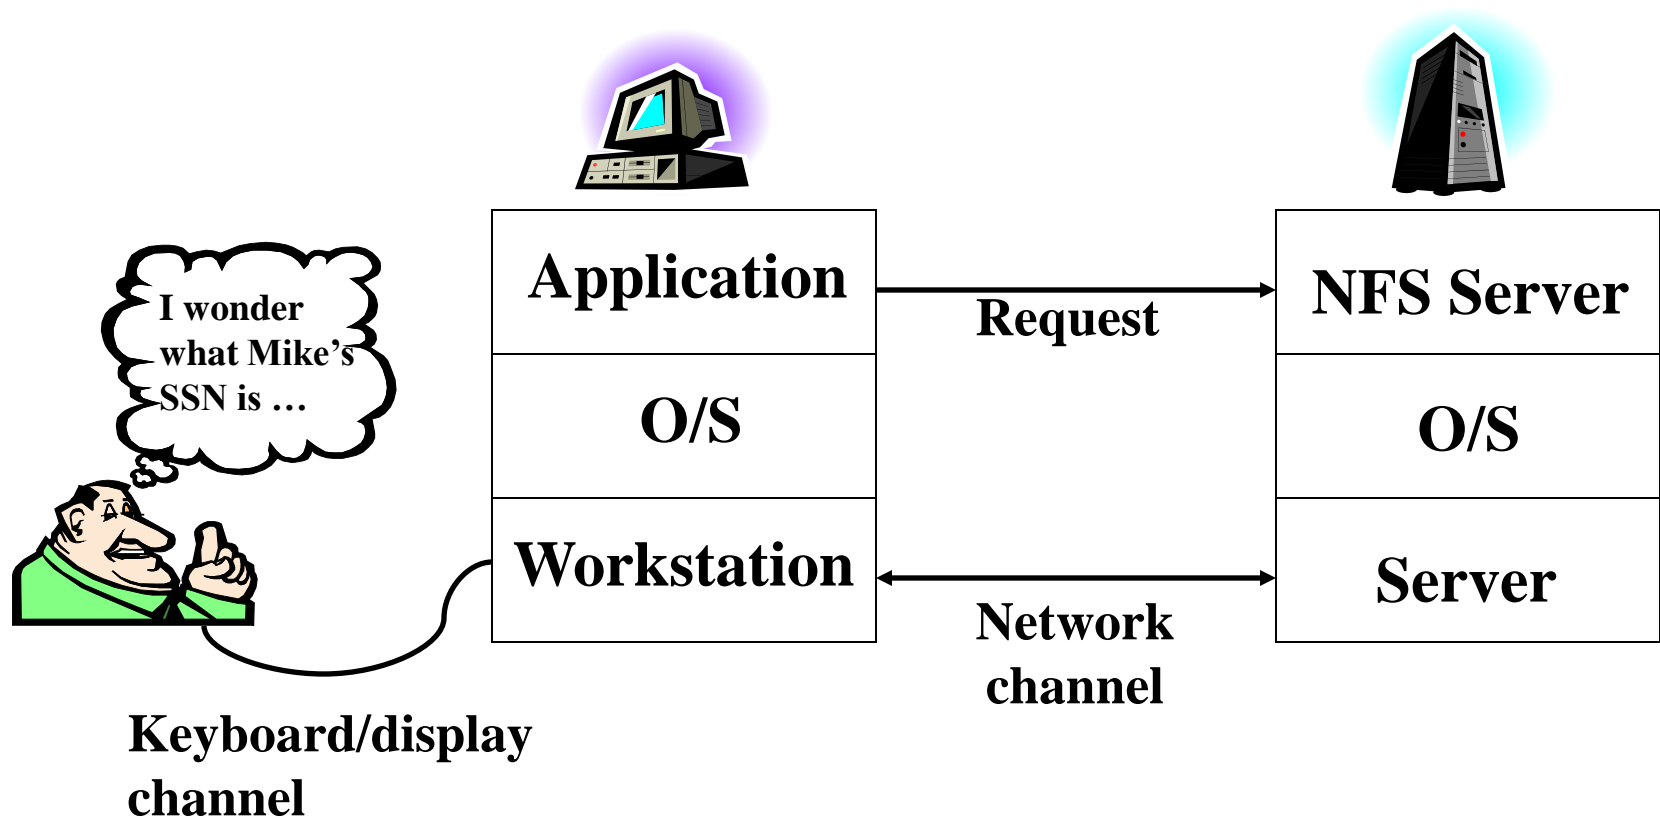 I wonder
what Mike’s
SSN is …
Application
O/S
Workstation
Request
Network
channel
NFS Server
O/S
Server
Keyboard/display
channel